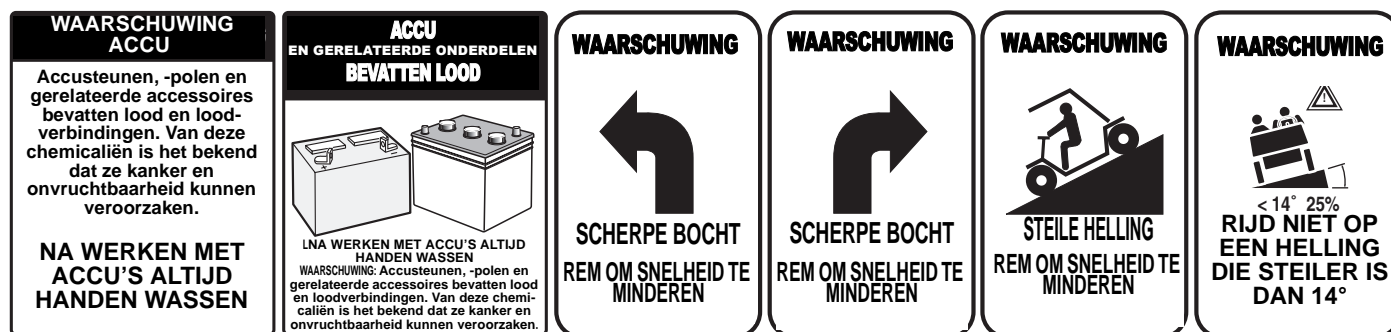 WAARSCHUWING
ACCU
Accusteunen, -polen en
gerelateerde accessoires
bevatten lood en lood-
verbindingen. Van deze
chemicaliën is het bekend
dat ze kanker en
onvruchtbaarheid kunnen
veroorzaken.
NA WERKEN MET
ACCU'S ALTIJD
HANDEN WASSEN
ACCU
EN GERELATEERDE ONDERDELEN
BEVATTEN LOOD
LNA WERKEN MET ACCU'S ALTIJD
HANDEN WASSEN
WAARSCHUWING: Accusteunen, -polen en
gerelateerde accessoires bevatten lood
en loodverbindingen. Van deze chemi-
caliën is het bekend dat ze kanker en
onvruchtbaarheid kunnen veroorzaken.
WAARSCHUWING
SCHERPE BOCHT
REM OM SNELHEID TE
MINDEREN
WAARSCHUWING
SCHERPE BOCHT
REM OM SNELHEID TE
MINDEREN
WAARSCHUWING
STEILE HELLING
REM OM SNELHEID TE
MINDEREN
WAARSCHUWING
< 14° 25%
RIJD NIET OP
EEN HELLING
DIE STEILER IS
DAN 14°